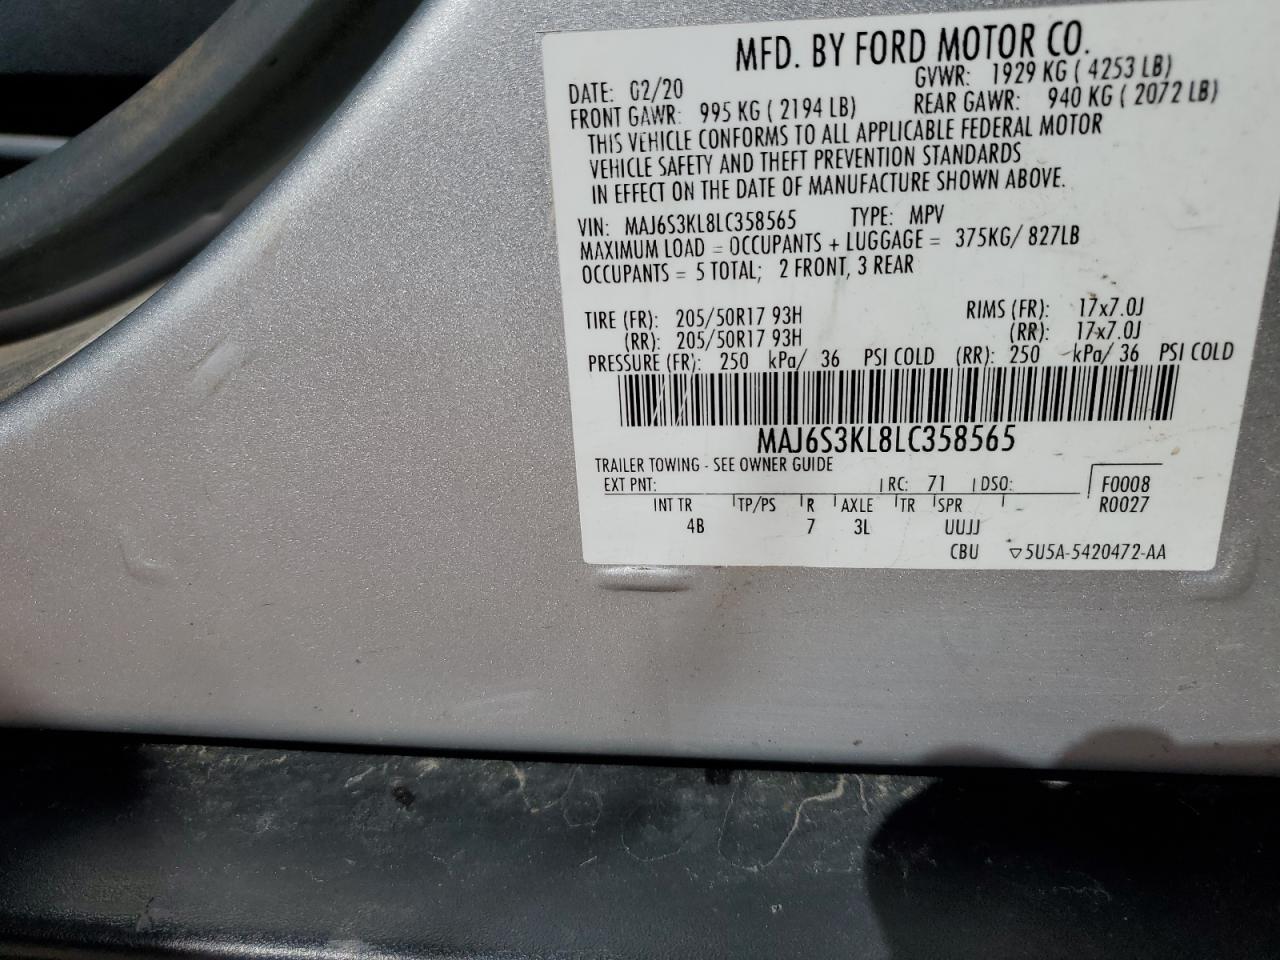 MFD. BY FORD MOTOR CO.
DATE: 02/20 GVWR: 1929 KG ( 4253 LB)
FRONT GAWR: 995 KG ( 2194 LB) REAR GAWR: 940 KG ( 2072 LB)
THIS VEHICLE CONFORMS TO ALL APPLICABLE FEDERAL MOTOR
VEHICLE SAFETY AND THEFT PREVENTION STANDARDS
IN EFFECT ON THE DATE OF MANUFACTURE SHOWN ABOVE.
VIN: MAJ6S3KL8LC358565 TYPE: MPV
MAXIMUM LOAD = OCCUPANTS + LUGGAGE = 375KG/ 827LB
OCCUPANTS = 5 TOTAL; 2 FRONT, 3 REAR
TIRE (FR): 205/50R17 93H RIMS (FR): 17x7.0J
(RR): 205/50R17 93H (RR): 17x7.0J
PRESSURE (FR): 250 kPa/ 36 PSI COLD (RR): 250 kPa/ 36 PSI COLD
MAJ6S3KL8LC358565
TRAILER TOWING - SEE OWNER GUIDE
EXT PNT: RC: 71 DSO: F0008
INT TR TP/PS R AXLE TR SPR R0027
4B 7 3L UUJJ
CBU ▽5U5A-5420472-AA